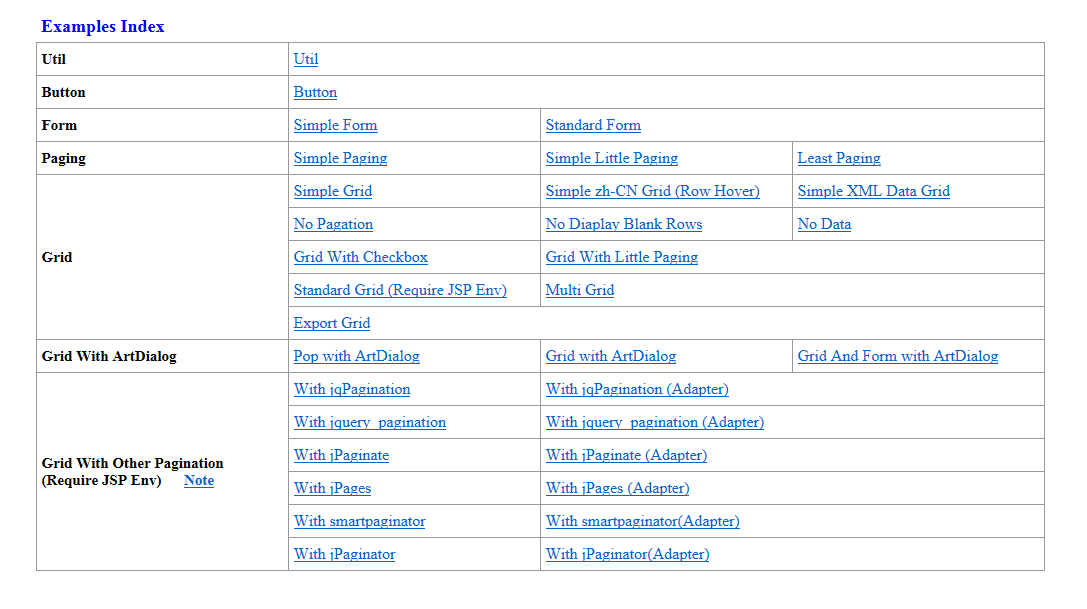 Examples Index
Util Util
Button Button
Form Simple Form Standard Form
Paging Simple Paging Simple Little Paging Least Paging
Simple Grid Simple zh-CN Grid (Row Hover) Simple XML Data Grid
No Pagation No Diaplay Blank Rows No Data
Grid Grid With Checkbox Grid With Little Paging
Standard Grid (Require JSP Env) Multi Grid
Export Grid
Grid With ArtDialog Pop with ArtDialog Grid with ArtDialog Grid And Form with ArtDialog
With jqPagination With jqPagination (Adapter)
With jquery_pagination With jquery_pagination (Adapter)
With jPaginate With jPaginate (Adapter)
Grid With Other Pagination
(Require JSP Env) Note
With jPages With jPages (Adapter)
With smartpaginator With smartpaginator(Adapter)
With jPaginator With jPaginator(Adapter)